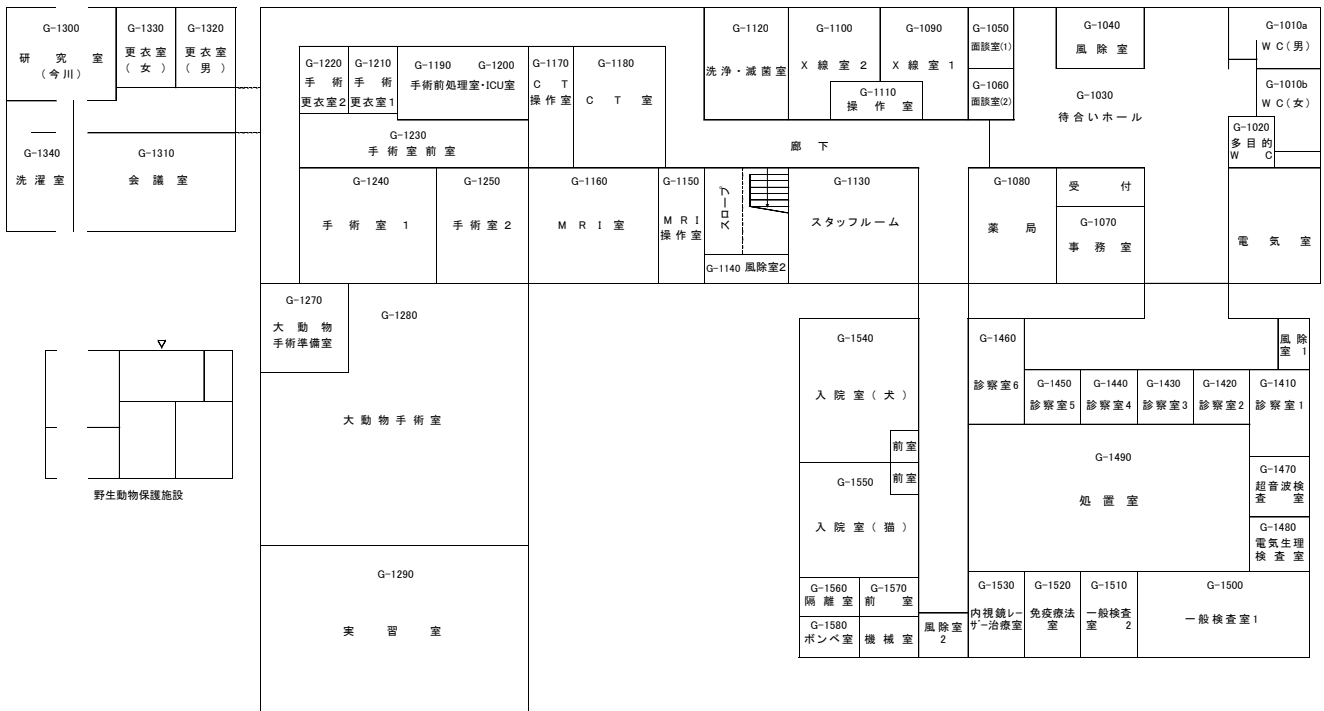 G-1300
研究室
(今川)
G-1330
更衣室
(女)
G-1320
更衣室
(男)
G-1340
洗濯室
G-1310
会議室
G-1220
手術
更衣室2
G-1210
手術
更衣室1
G-1190 G-1200
手術前処理室・ICU室
G-1170
CT
操作室
G-1180
CT室
G-1230
手術室前室
G-1120
洗浄・滅菌室
G-1100
X線室2
G-1090
X線室1
G-1110
操作室
G-1050
面談室(1)
G-1060
面談室(2)
G-1040
風除室
G-1030
待合いホール
G-1010a
WC(男)
G-1010b
WC(女)
G-1020
多目的
WC
廊下
G-1240
手術室1
G-1250
手術室2
G-1160
MRI室
G-1150
MRI
操作室
スロープ
G-1140 風除室2
G-1130
スタッフルーム
G-1080
薬局
受付
G-1070
事務室
電気室
G-1270
大動物
手術準備室
G-1280
大動物手術室
G-1290
実習室
野生動物保護施設
G-1540
入院室(犬)
前室
G-1550
前室
入院室(猫)
G-1560
隔離室
G-1570
前室
G-1580
ボンベ室
機械室
風除室
2
G-1460
診察室6
風除
室1
G-1450
診察室5
G-1440
診察室4
G-1430
診察室3
G-1420
診察室2
G-1410
診察室1
G-1490
処置室
G-1470
超音波検
査室
G-1480
電気生理
検査室
G-1530
内視鏡レー
ザー治療室
G-1520
免疫療法
室
G-1510
一般検査
室2
G-1500
一般検査室1